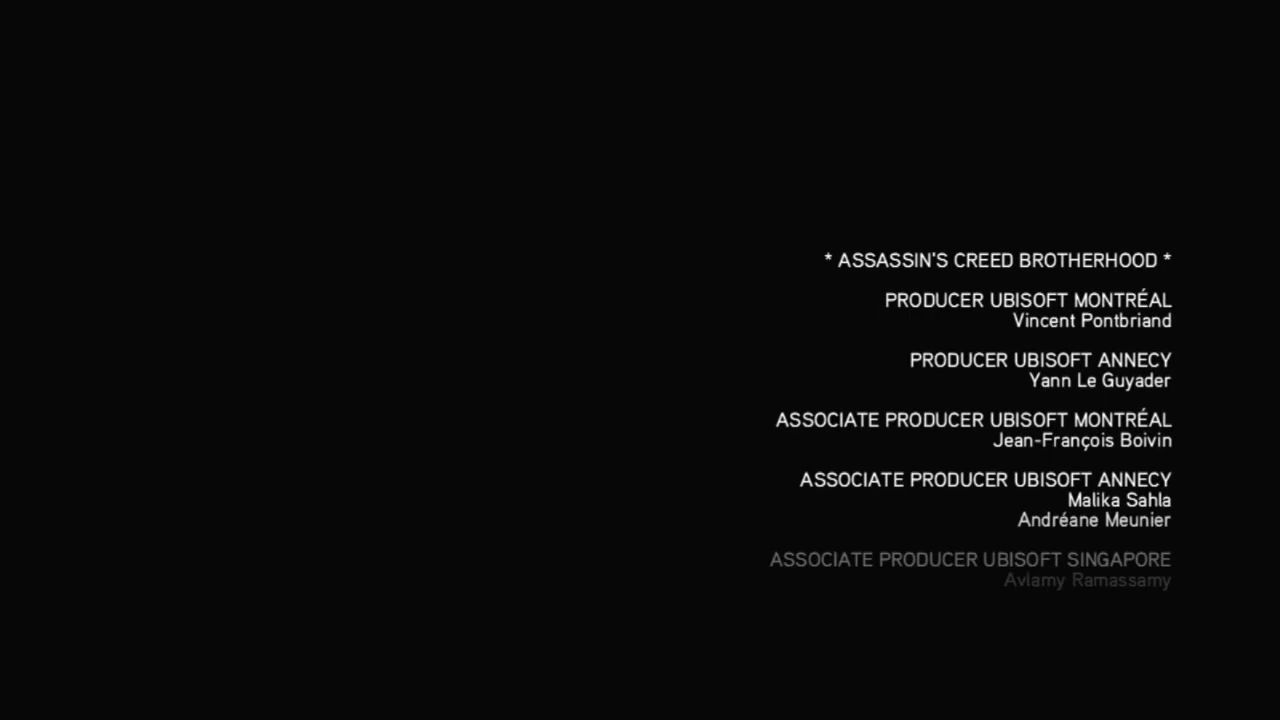 * ASSASSIN'S CREED BROTHERHOOD *
PRODUCER UBISOFT MONTRÉAL
Vincent Pontbriand
PRODUCER UBISOFT ANNECY
Yann Le Guyader
ASSOCIATE PRODUCER UBISOFT MONTRÉAL
Jean-François Boivin
ASSOCIATE PRODUCER UBISOFT ANNECY
Malika Sahla
Andréane Meunier
ASSOCIATE PRODUCER UBISOFT SINGAPORE
Avlamy Ramassamy